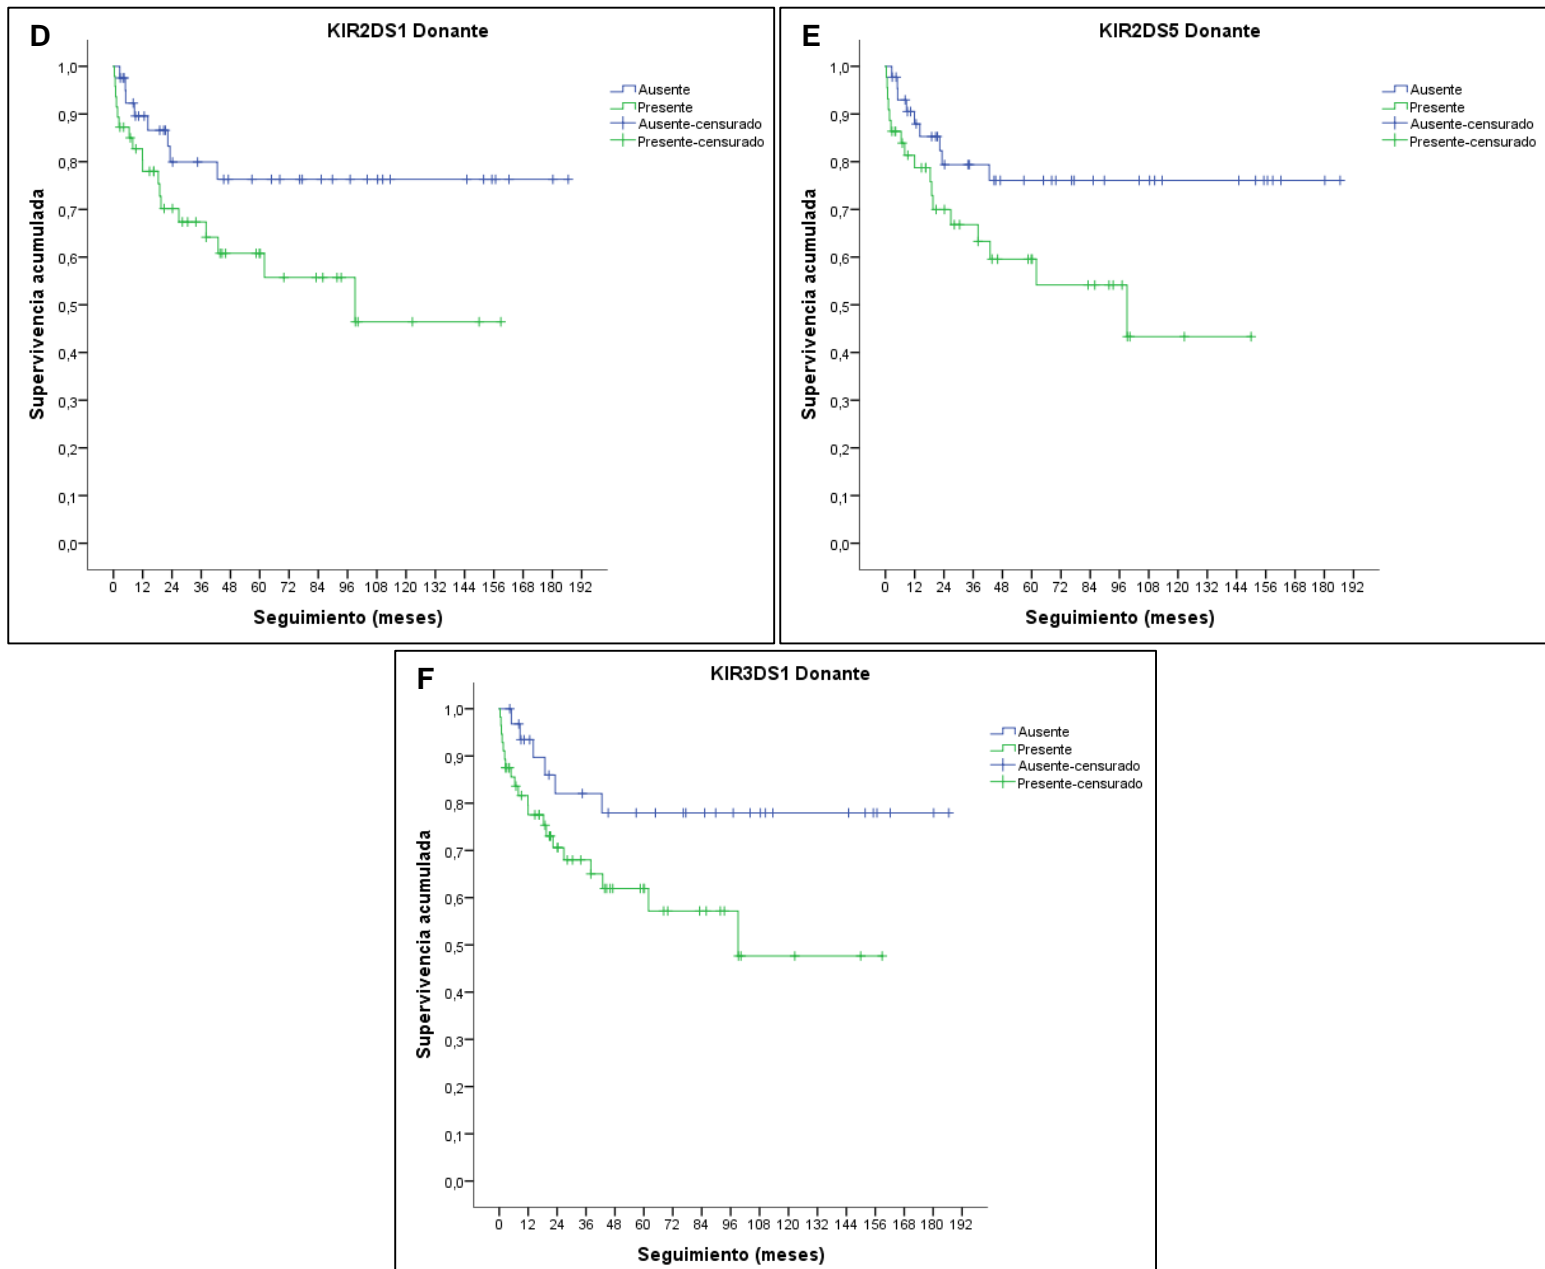 D
KIR2DS1 Donante
1,0
0,9
0,8
0,7
0,6
0,5
0,4
0,3
0,2
0,1
0,0
Supervivencia acumulada
0 12 24 36 48 60 72 84 96 108 120 132 144 156 168 180 192
Seguimiento (meses)
Ausente
Presente
Ausente-censurado
Presente-censurado
E
KIR2DS5 Donante
1,0
0,9
0,8
0,7
0,6
0,5
0,4
0,3
0,2
0,1
0,0
Supervivencia acumulada
0 12 24 36 48 60 72 84 96 108 120 132 144 156 168 180 192
Seguimiento (meses)
Ausente
Presente
Ausente-censurado
Presente-censurado
F
KIR3DS1 Donante
1,0
0,9
0,8
0,7
0,6
0,5
0,4
0,3
0,2
0,1
0,0
Supervivencia acumulada
0 12 24 36 48 60 72 84 96 108 120 132 144 156 168 180 192
Seguimiento (meses)
Ausente
Presente
Ausente-censurado
Presente-censurado